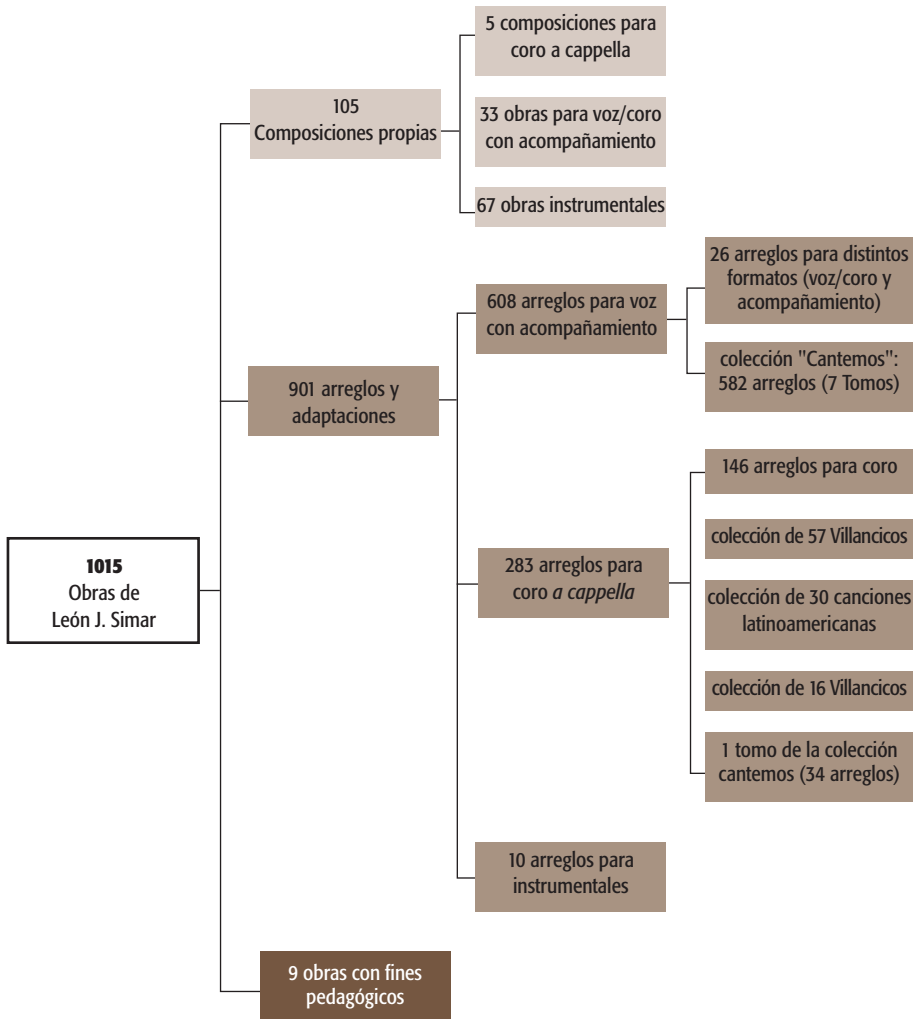 1015
Obras de
León J. Simar
105
Composiciones propias
5 composiciones para
coro a cappella
33 obras para voz/coro
con acompañamiento
67 obras instrumentales
901 arreglos y
adaptaciones
608 arreglos para voz
con acompañamiento
26 arreglos para distintos
formatos (voz/coro y
acompañamiento)
colección "Cantemos":
582 arreglos (7 Tomos)
283 arreglos para
coro a cappella
146 arreglos para coro
colección de 57 Villancicos
colección de 30 canciones
latinoamericanas
colección de 16 Villancicos
1 tomo de la colección
cantemos (34 arreglos)
10 arreglos para
instrumentales
9 obras con fines
pedagógicos